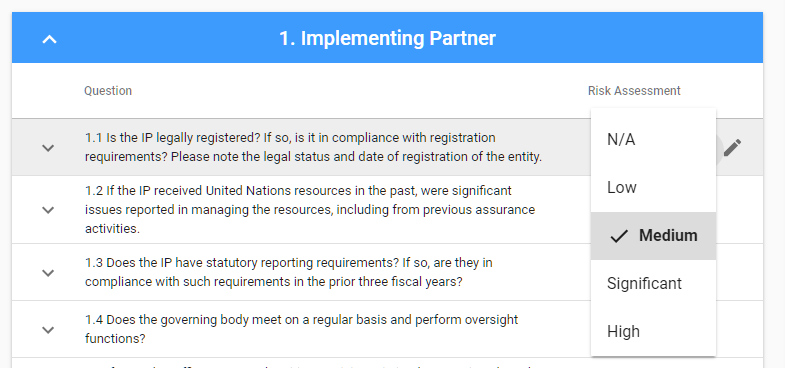 1. Implementing Partner
Question
Risk Assessment
1.1 Is the IP legally registered? If so, is it in compliance with registration
requirements? Please note the legal status and date of registration of the entity.
1.2 If the IP received United Nations resources in the past, were significant
issues reported in managing the resources, including from previous assurance
activities.
1.3 Does the IP have statutory reporting requirements? If so, are they in
compliance with such requirements in the prior three fiscal years?
1.4 Does the governing body meet on a regular basis and perform oversight
functions?
N/A
Low
Medium
Significant
High